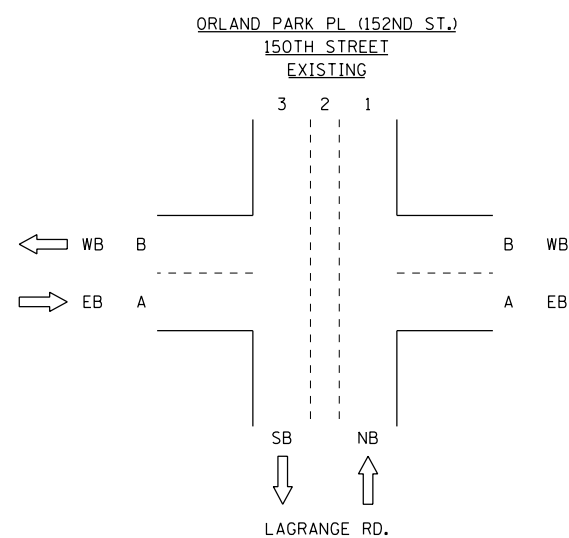 ORLAND PARK PL (152ND ST.)
150TH STREET
EXISTING
3 2 1
WB B B WB
EB A A EB
SB NB
LAGRANGE RD.